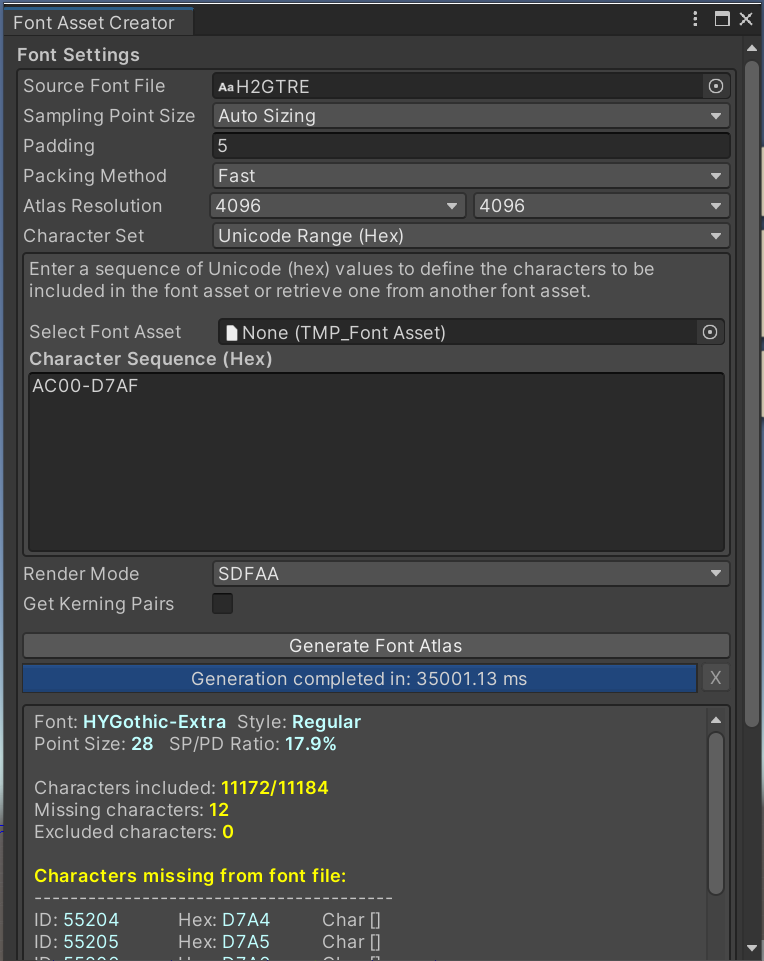 Font Asset Creator
Font Settings
Source Font File Aa H2GTRE
Sampling Point Size Auto Sizing
Padding 5
Packing Method Fast
Atlas Resolution 4096 4096
Character Set Unicode Range (Hex)
Enter a sequence of Unicode (hex) values to define the characters to be
included in the font asset or retrieve one from another font asset.
Select Font Asset None (TMP_Font Asset)
Character Sequence (Hex)
AC00-D7AF
Render Mode SDFAA
Get Kerning Pairs
Generate Font Atlas
Generation completed in: 35001.13 ms X
Font: HYGothic-Extra Style: Regular
Point Size: 28 SP/PD Ratio: 17.9%
Characters included: 11172/11184
Missing characters: 12
Excluded characters: 0
Characters missing from font file:
----------------------------------------
ID: 55204 Hex: D7A4 Char []
ID: 55205 Hex: D7A5 Char []